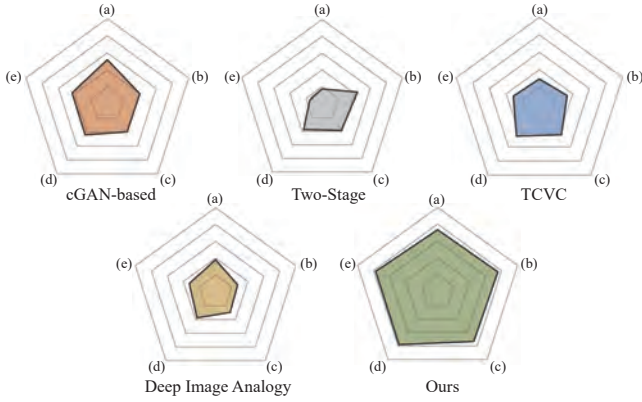 (a) (a) (a)
(e) (b) (e) (b) (e) (b)
(d) (c) (d) (c) (d) (c)
cGAN-based Two-Stage TCVC
(a) (a)
(e) (b) (e) (b)
(d) (c) (d) (c)
Deep Image Analogy Ours